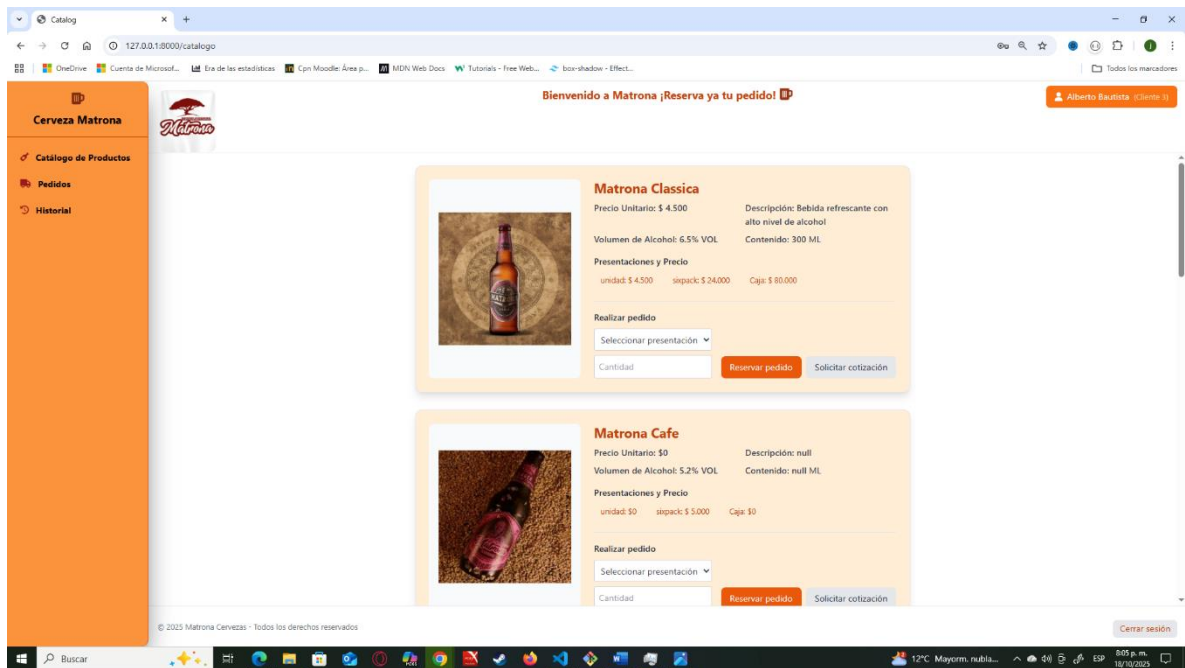 Catalog
127.0.0.1:8000/catalogo
OneDrive
Cuenta de Microsof...
Era de las estadísticas
Cpn Moodle: Área p...
MDN Web Docs
Tutorials - Free Web...
box-shadow - Effect...
Todos los marcadores
Cerveza Matrona
Catálogo de Productos
Pedidos
Historial
Matrona
Bienvenido a Matrona ¡Reserva ya tu pedido!
Alberto Bautista (Cliente 3)
Matrona Classica
Precio Unitario: $ 4.500
Descripción: Bebida refrescante con
alto nivel de alcohol
Volumen de Alcohol: 6.5% VOL
Contenido: 300 ML
Presentaciones y Precio
unidad: $ 4.500 sixpack: $ 24.000 Caja: $ 80.000
Realizar pedido
Seleccionar presentación
Cantidad
Reservar pedido
Solicitar cotización
Matrona Cafe
Precio Unitario: $0
Descripción: null
Volumen de Alcohol: 5.2% VOL
Contenido: null ML
Presentaciones y Precio
unidad: $0 sixpack: $ 5.000 Caja: $0
Realizar pedido
Seleccionar presentación
Cantidad
Reservar pedido
Solicitar cotización
© 2025 Matrona Cervezas - Todos los derechos reservados
Cerrar sesión
Buscar
12°C Mayorm. nubla...
ESP
8:05 p. m.
18/10/2025